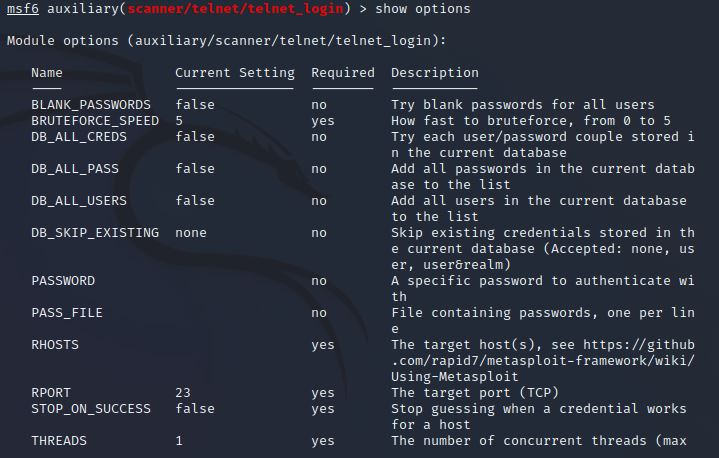 msf6 auxiliary(scanner/telnet/telnet_login) > show options
Module options (auxiliary/scanner/telnet/telnet_login):
Name Current Setting Required Description
BLANK_PASSWORDS false no Try blank passwords for all users
BRUTEFORCE_SPEED 5 yes How fast to bruteforce, from 0 to 5
DB_ALL_CREDS false no Try each user/password couple stored i
n the current database
DB_ALL_PASS false no Add all passwords in the current datab
ase to the list
DB_ALL_USERS false no Add all users in the current database
to the list
DB_SKIP_EXISTING none no Skip existing credentials stored in th
e current database (Accepted: none, us
er, user&realm)
PASSWORD no A specific password to authenticate wi
th
PASS_FILE no File containing passwords, one per lin
e
RHOSTS yes The target host(s), see https://github
.com/rapid7/metasploit-framework/wiki/
Using-Metasploit
RPORT 23 yes The target port (TCP)
STOP_ON_SUCCESS false yes Stop guessing when a credential works
for a host
THREADS 1 yes The number of concurrent threads (max